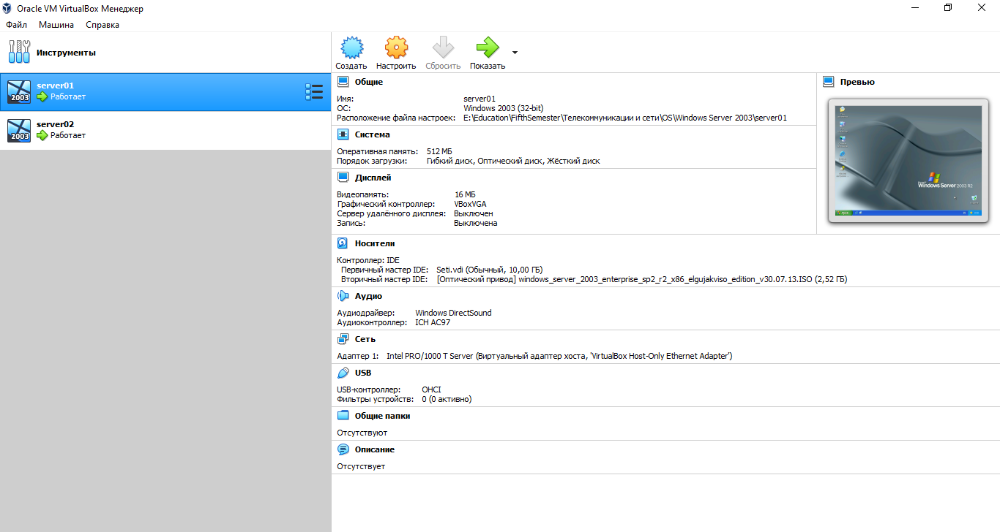 Oracle VM VirtualBox Менеджер
Файл Машина Справка
Инструменты
server01
Работает
2003
server02
Работает
2003
Создать Настроить Сбросить Показать
Общие
Имя: server01
ОС: Windows 2003 (32-bit)
Расположение файла настроек: E:\Education\FifthSemester\Телекоммуникации и сети\OS\Windows Server 2003\server01
Система
Оперативная память: 512 МБ
Порядок загрузки: Гибкий диск, Оптический диск, Жёсткий диск
Дисплей
Видеопамять: 16 МБ
Графический контроллер: VBoxVGA
Сервер удалённого дисплея: Выключен
Запись: Выключена
Превью
Windows Server 2003 R2
Носители
Контроллер: IDE
Первичный мастер IDE: Seti.vdi (Обычный, 10,00 ГБ)
Вторичный мастер IDE: [Оптический привод] windows_server_2003_enterprise_sp2_r2_x86_elgujakviso_edition_v30.07.13.ISO (2,52 ГБ)
Аудио
Аудиодрайвер: Windows DirectSound
Аудиоконтроллер: ICH AC97
Сеть
Адаптер 1: Intel PRO/1000 T Server (Виртуальный адаптер хоста, 'VirtualBox Host-Only Ethernet Adapter')
USB
USB-контроллер: OHCI
Фильтры устройств: 0 (0 активно)
Общие папки
Отсутствуют
Описание
Отсутствует